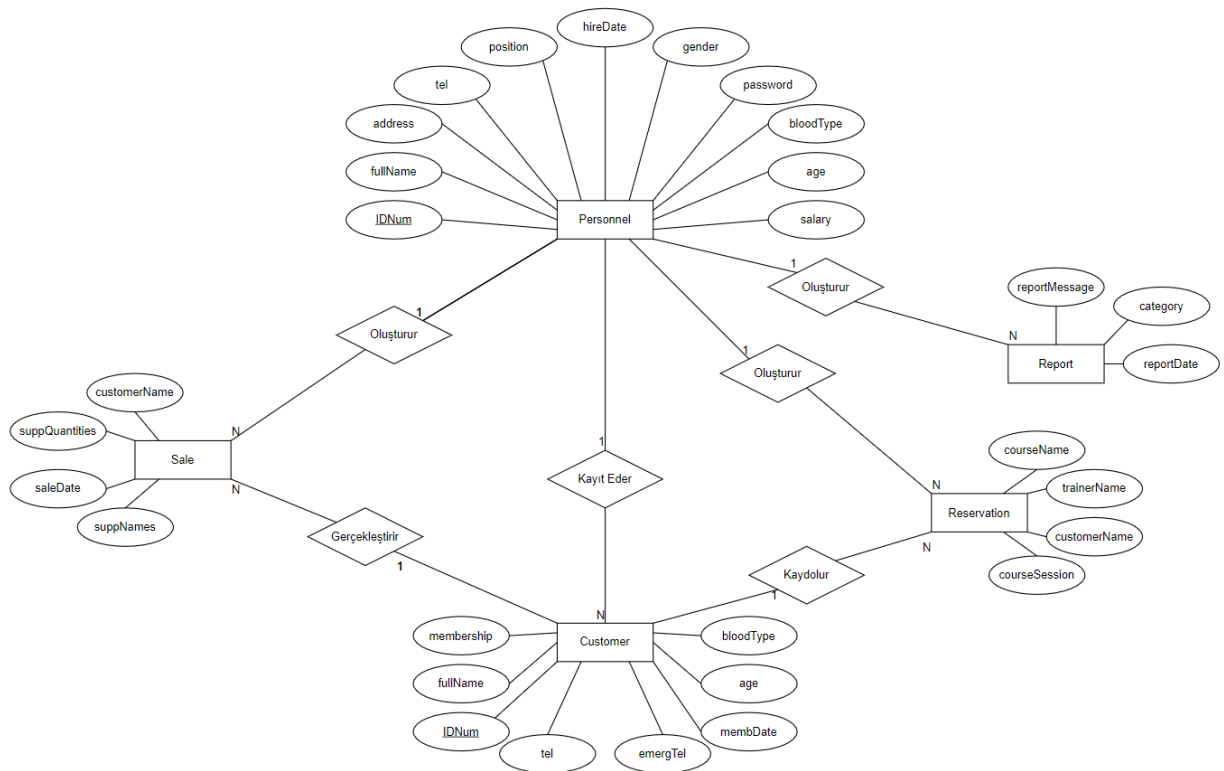 hireDate
position
gender
tel
password
address
bloodType
fullName
age
IDNum
Personnel
salary
1
Oluşturur
reportMessage
category
1
Oluşturur
N
Report
reportDate
1
Oluşturur
customerName
suppQuantities
N
Sale
saleDate
N
suppNames
1
Kayıt Eder
courseName
N
trainerName
Reservation
customerName
N
courseSession
Gerçekleştirir
1
Kaydolur
1
N
Customer
membership
bloodType
fullName
age
IDNum
membDate
tel
emergTel